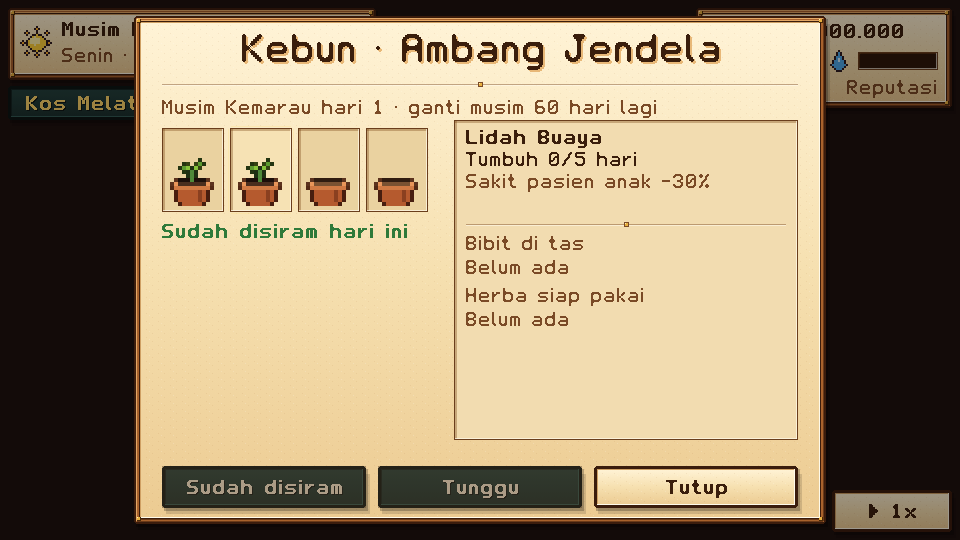 Musim
Senin ·
Kos Melat
Kebun · Ambang Jendela
00.000
Reputasi
Musim Kemarau hari 1 · ganti musim 60 hari lagi
Sudah disiram hari ini
Lidah Buaya
Tumbuh 0/5 hari
Sakit pasien anak -30%
Bibit di tas
Belum ada
Herba siap pakai
Belum ada
Sudah disiram
Tunggu
Tutup
1x